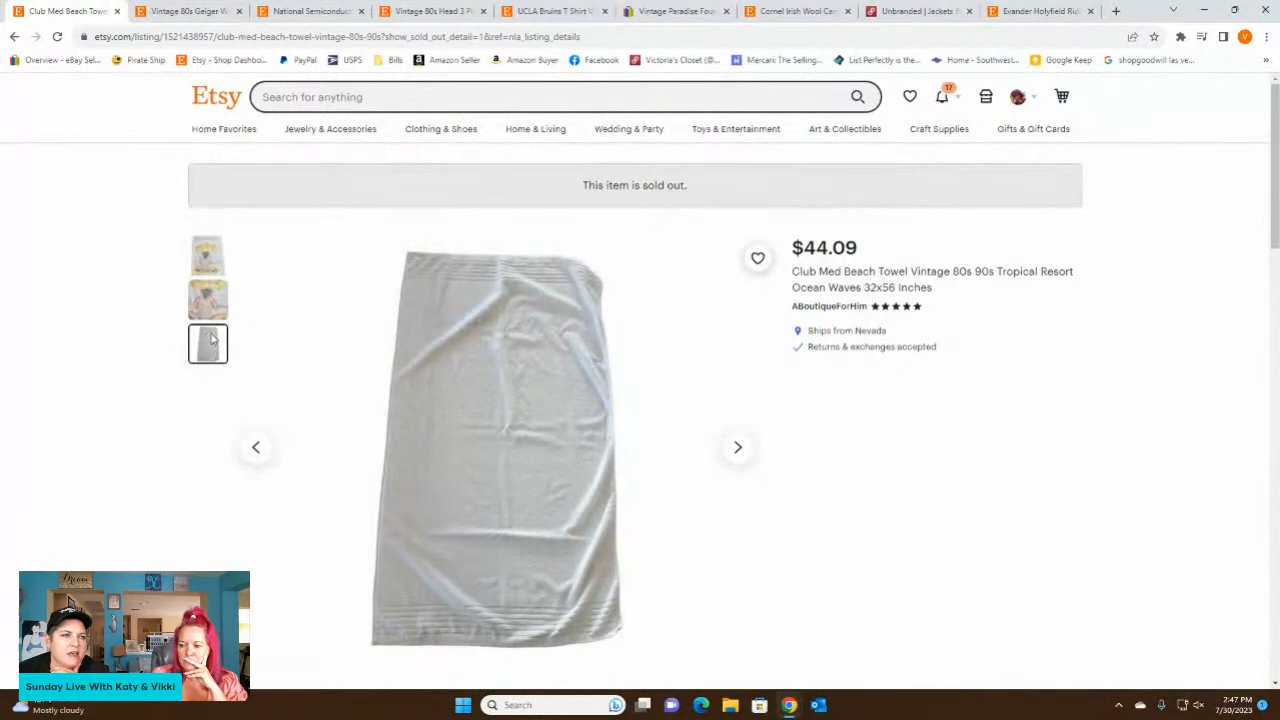 Club Med Beach Towe
Vintage 80s Geiger W
National Semiconduct
Vintage 80s Head 3 P
UCLA Bruins T Shirt V
Vintage Paradise Four
Cornel Irish Wool Car
Unbranded | Jackets &
Evander Holyfield Rid
etsy.com/listing/1521438957/club-med-beach-towel-vintage-80s-90s?show_sold_out_detail=1&ref=nla_listing_details
V
Overview - eBay Sel...
Pirate Ship
Etsy - Shop Dashbo...
PayPal
USPS
Bills
Amazon Seller
Amazon Buyer
Facebook
Victoria's Closet (@...
Mercari: The Selling...
List Perfectly is the...
Home - Southwest...
Google Keep
shopgoodwill las ve...
Etsy
Search for anything
17
Home Favorites
Jewelry & Accessories
Clothing & Shoes
Home & Living
Wedding & Party
Toys & Entertainment
Art & Collectibles
Craft Supplies
Gifts & Gift Cards
This item is sold out.
$44.09
Club Med Beach Towel Vintage 80s 90s Tropical Resort
Ocean Waves 32x56 Inches
ABoutiqueForHim
Ships from Nevada
Returns & exchanges accepted
Dream
Sunday Live With Katy & Vikki
Mostly cloudy
Search
2:47 PM
7/30/2023